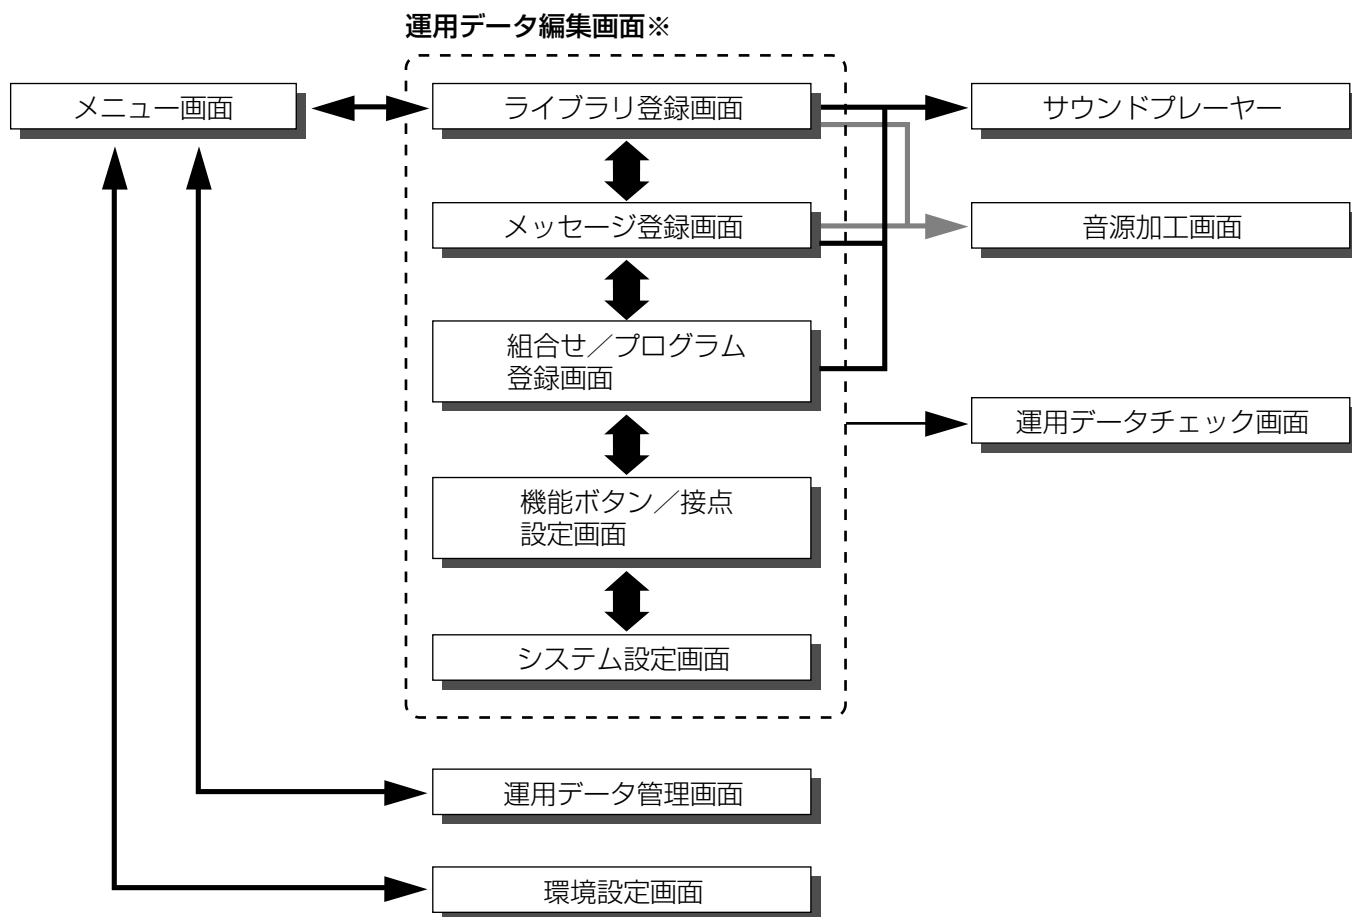 運用データ編集画面※
メニュー画面
ライブラリ登録画面
サウンドプレーヤー
メッセージ登録画面
音源加工画面
組合せ／プログラム
登録画面
運用データチェック画面
機能ボタン／接点
設定画面
システム設定画面
運用データ管理画面
環境設定画面